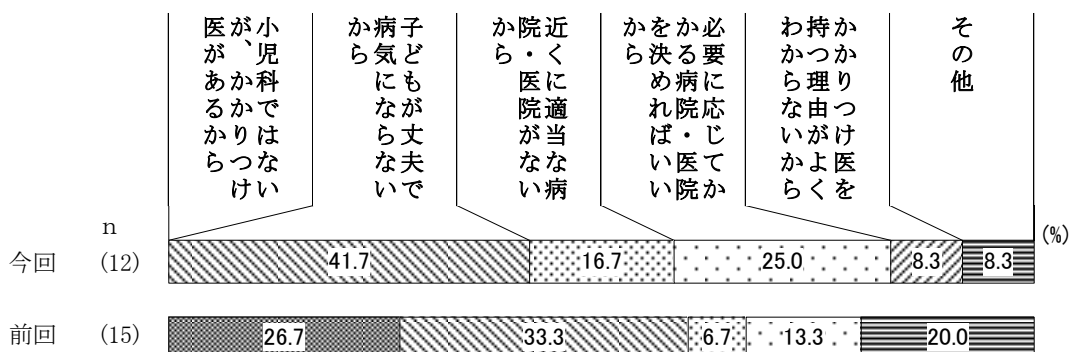 小児科ではない
が、かかりつけ
医があるから
子どもが丈夫で
病気にならない
から
近くに適当な病
院・医院がない
から
必要に応じてか
かる病院・医院
を決めればいい
から
かかりつけ医を
持つ理由がよく
わからないから
その他
n
(%)
今回 (12) 41.7 16.7 25.0 8.3 8.3
前回 (15) 26.7 33.3 6.7 13.3 20.0